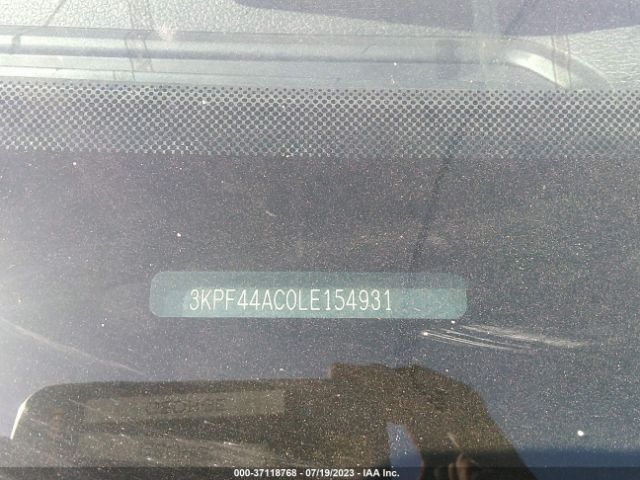 3KPF44AC0LE154931
000-37118768 - 07/19/2023 - IAA Inc.